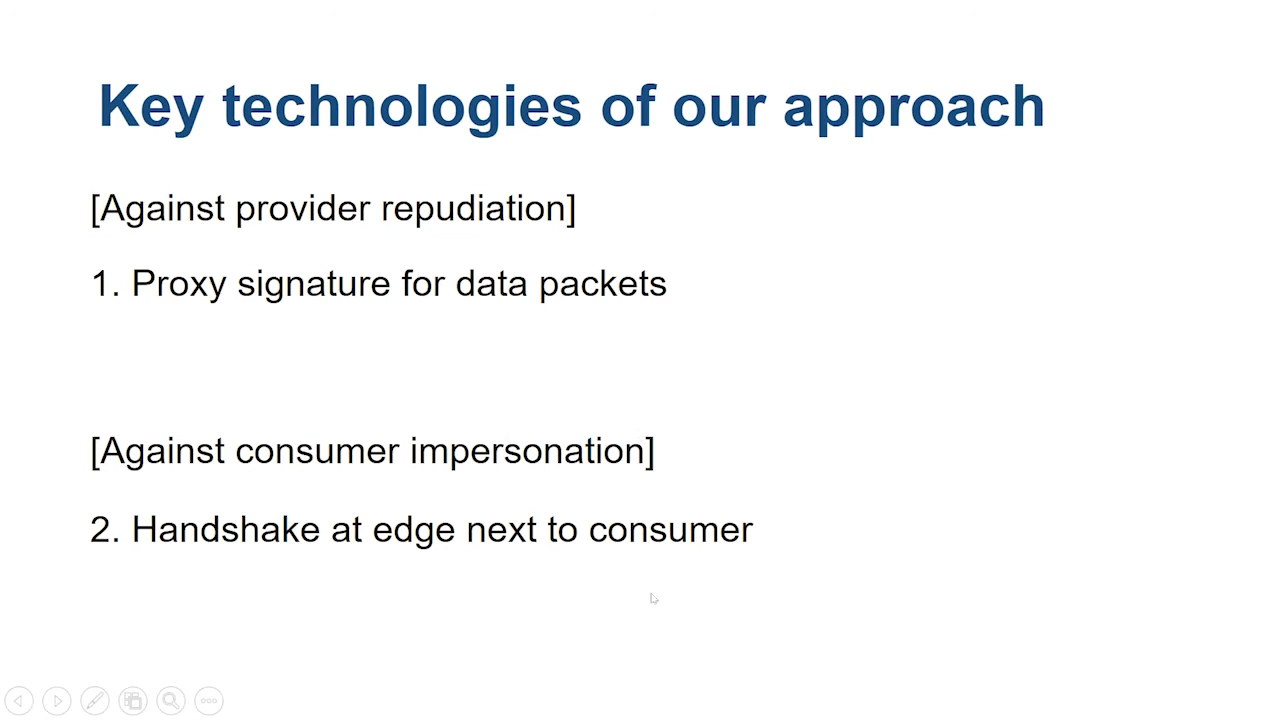 Key technologies of our approach
[Against provider repudiation]
1. Proxy signature for data packets
[Against consumer impersonation]
2. Handshake at edge next to consumer